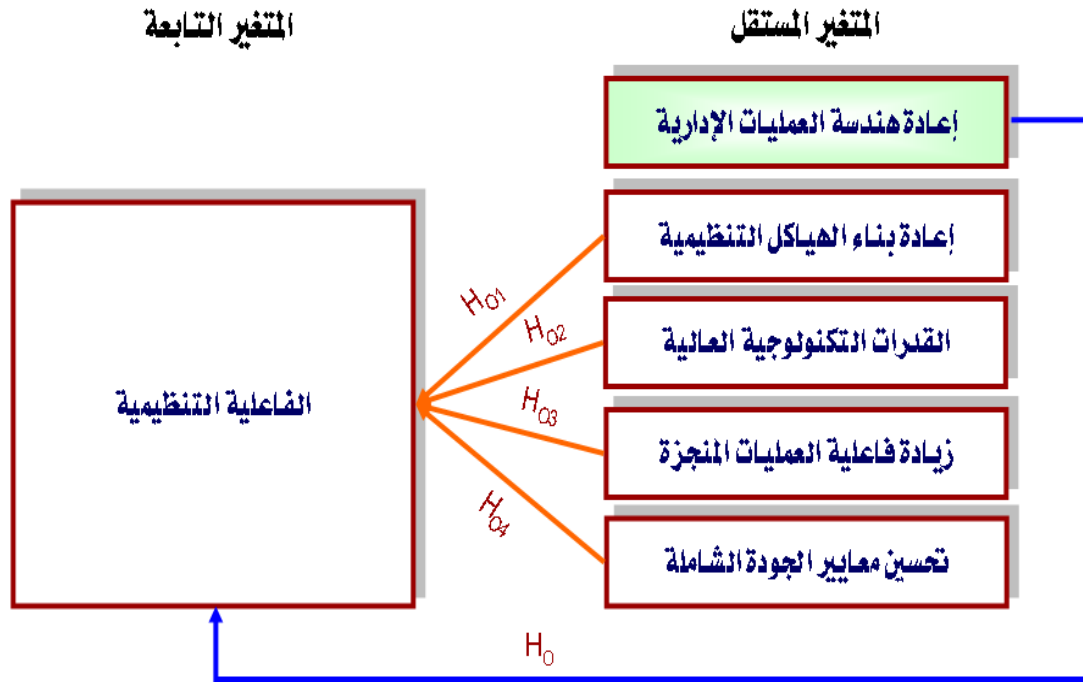 المتغير المستقل
المتغير التابعة
إعادة هندسة العمليات الإدارية
إعادة بناء الهياكل التنظيمية
القدرات التكنولوجية العالية
زيادة فاعلية العمليات المنجزة
تحسين معايير الجودة الشاملة
HO1
HO2
HO3
HO4
الفاعلية التنظيمية
HO